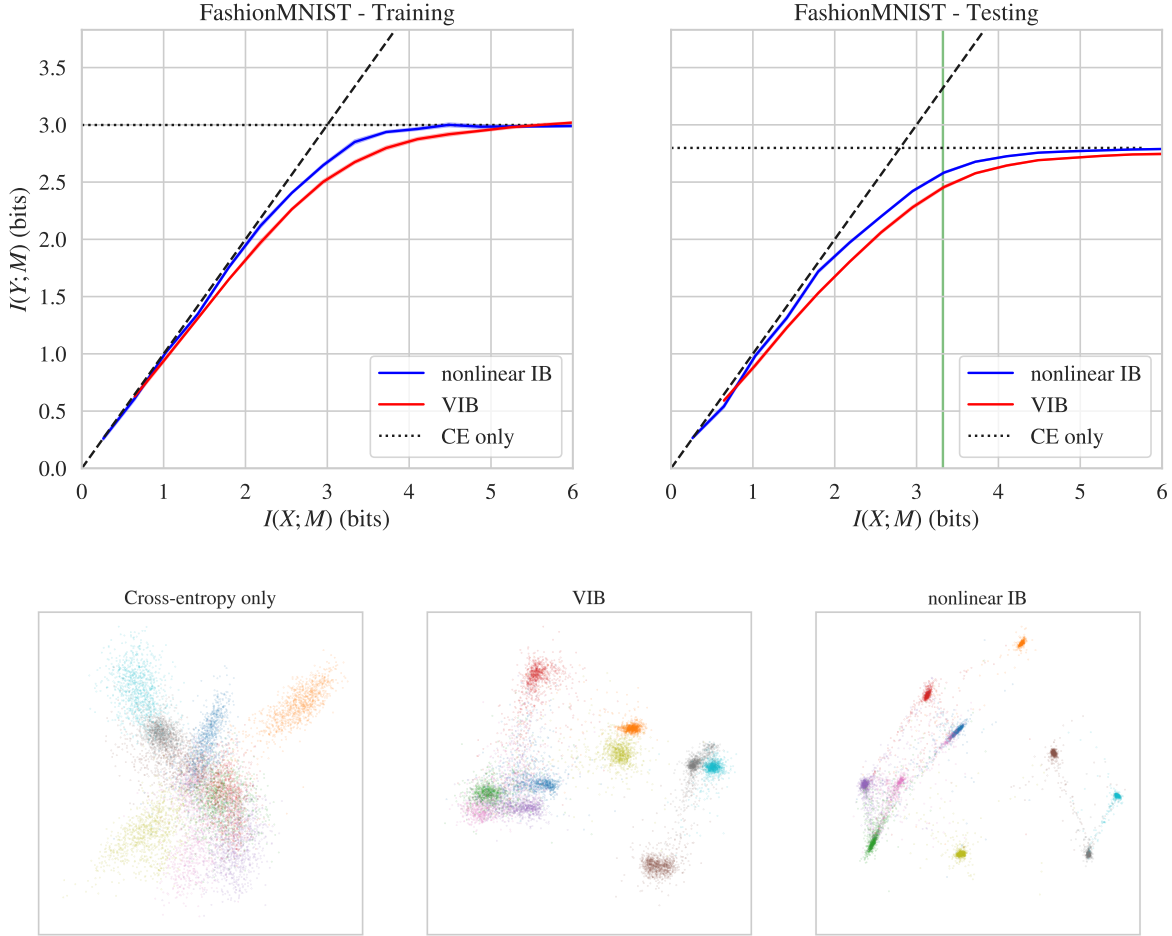 FashionMNIST - Training
FashionMNIST - Testing
I(Y; M) (bits)
3.5
3.0
2.5
2.0
1.5
1.0
0.5
0.0
nonlinear IB
VIB
CE only
nonlinear IB
VIB
CE only
0 1 2 3 4 5 6
0 1 2 3 4 5 6
I(X; M) (bits)
I(X; M) (bits)
Cross-entropy only
VIB
nonlinear IB